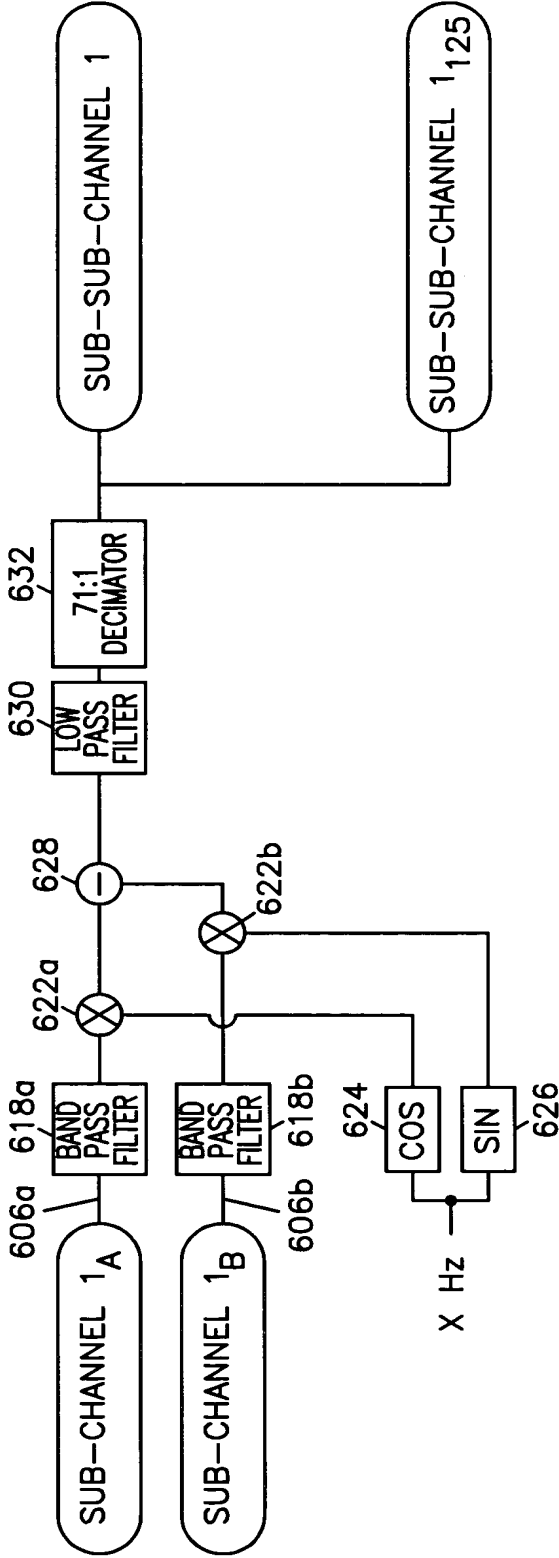 SUB-CHANNEL 1A
606a
618a
BAND
PASS
FILTER
622a
628
630
LOW
PASS
FILTER
632
71:1
DECIMATOR
SUB-SUB-CHANNEL 1
SUB-CHANNEL 1B
606b
BAND
PASS
FILTER
618b
622b
SUB-SUB-CHANNEL 1125
X Hz
624
COS
SIN
626